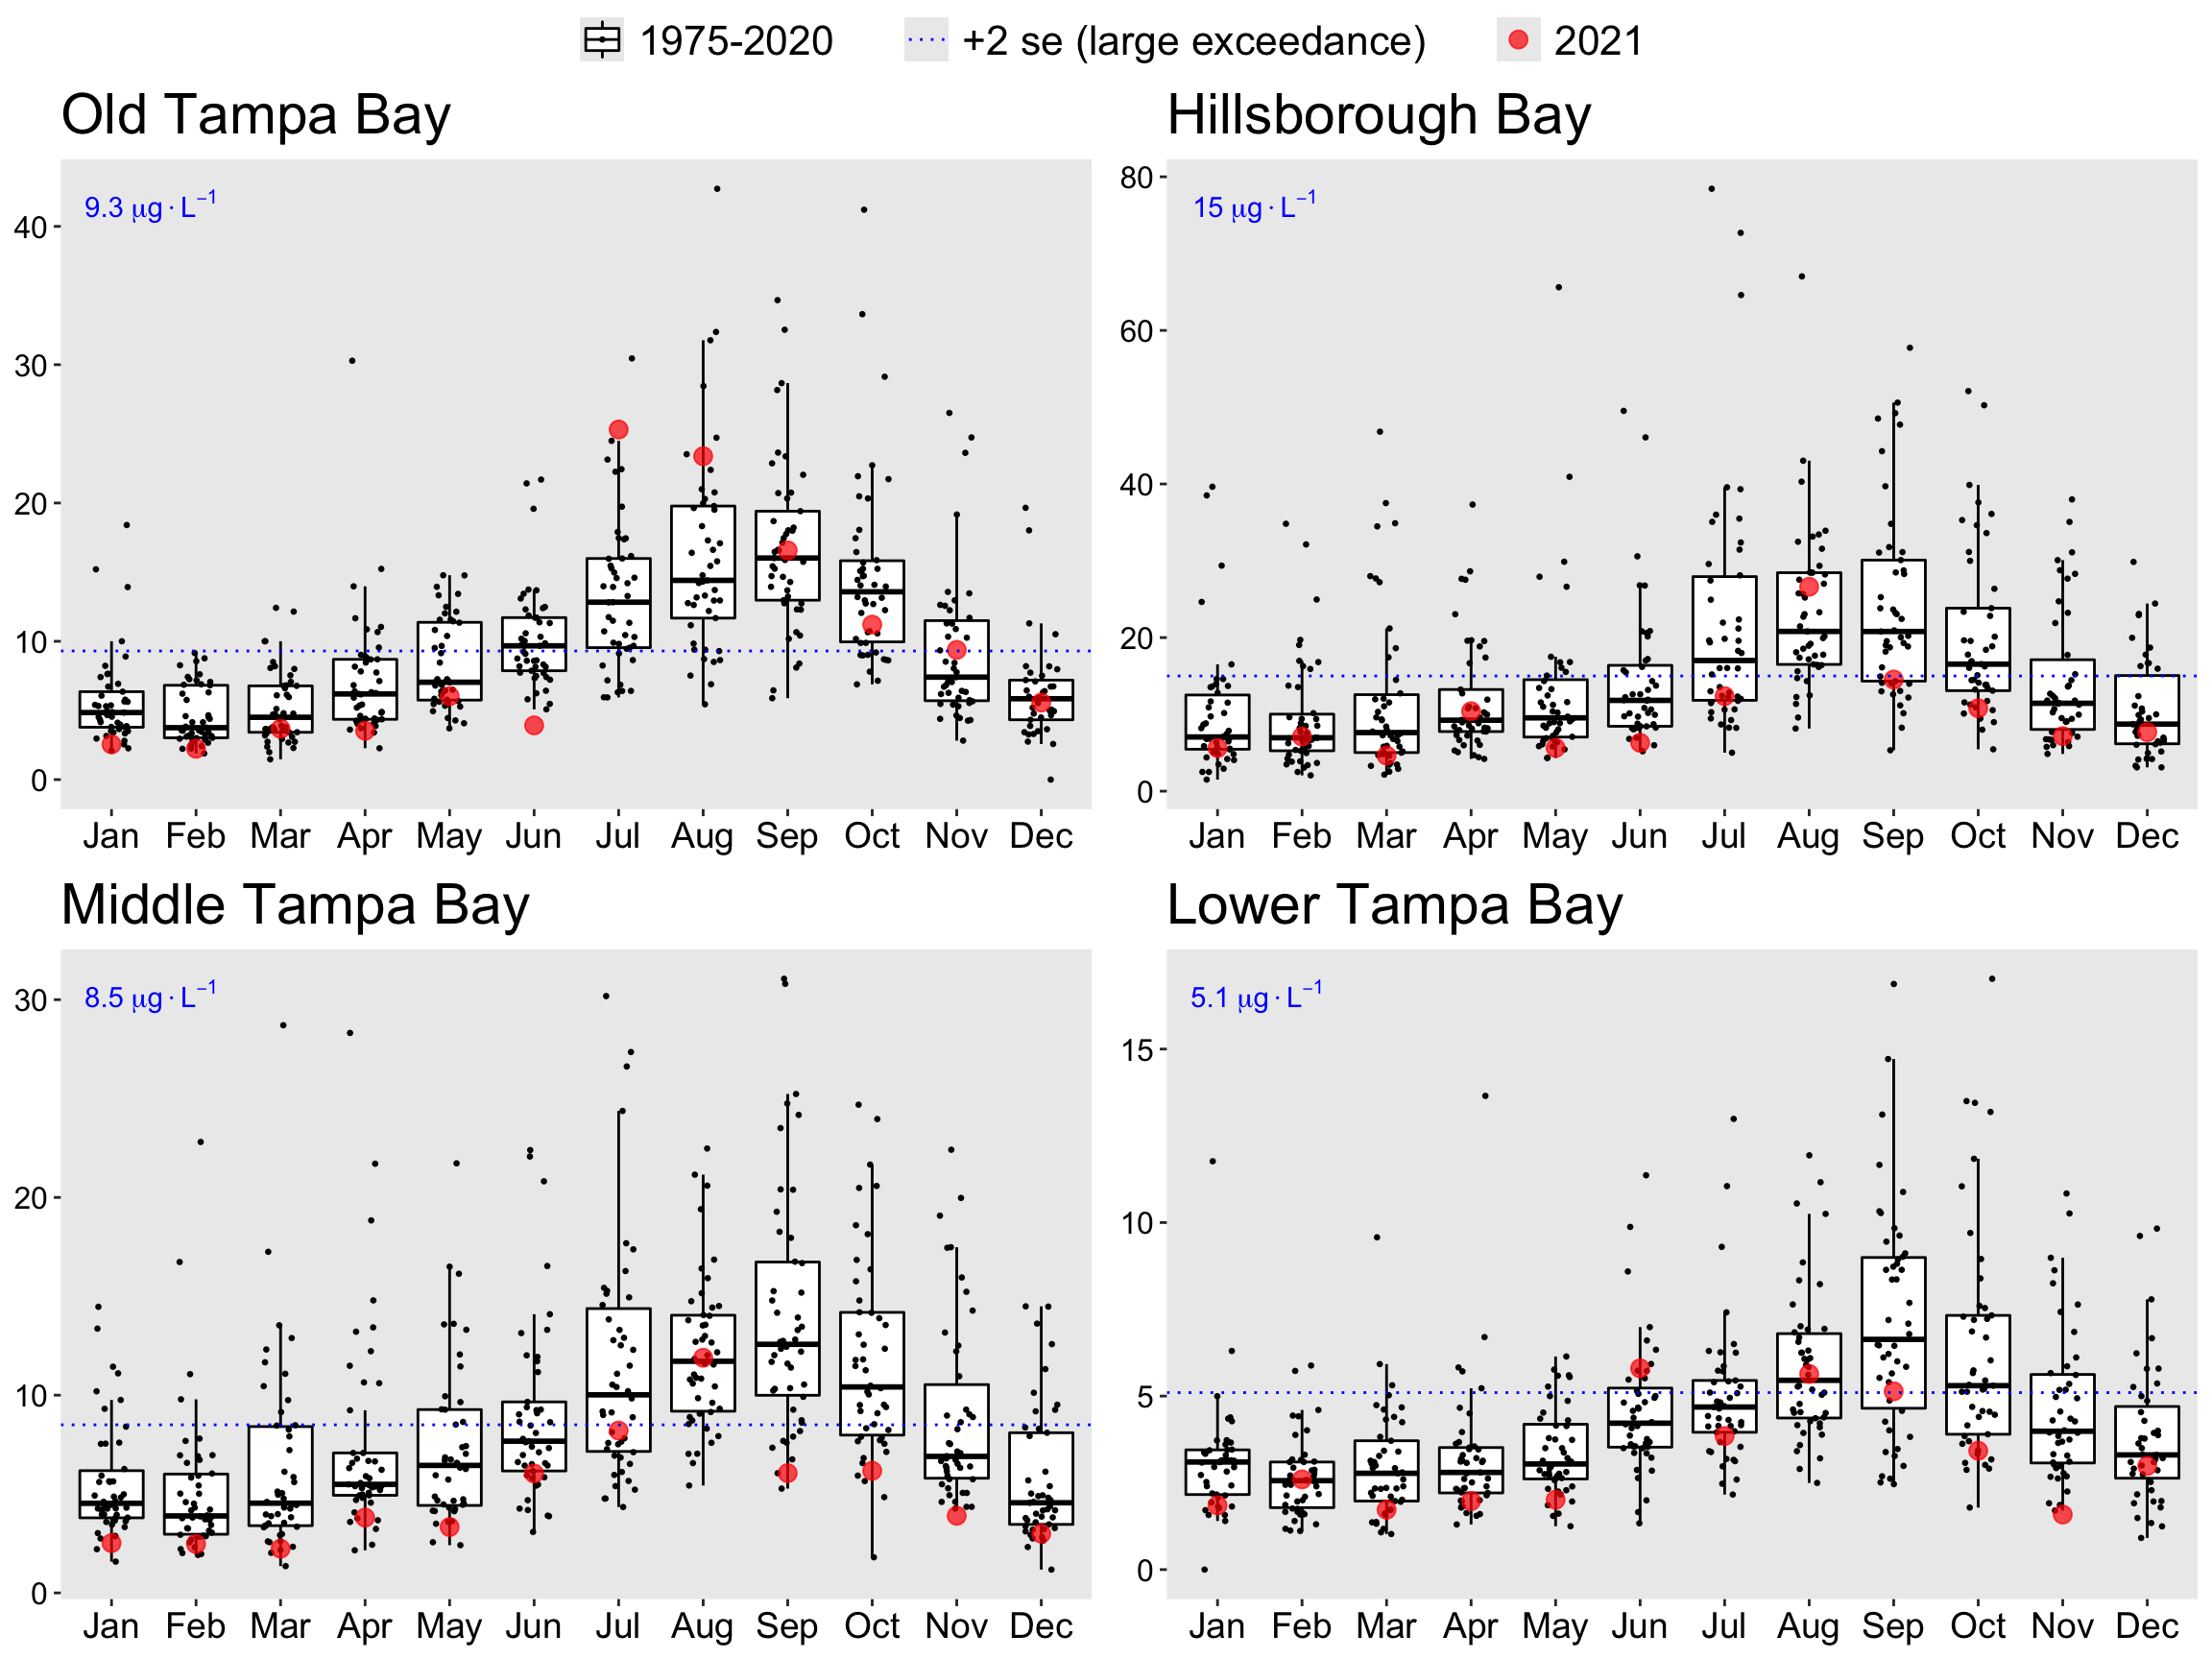 1975-2020 +2 se (large exceedance) 2021
Old Tampa Bay
9.3 μg·L⁻¹
40
30
20
10
0
Jan Feb Mar Apr May Jun Jul Aug Sep Oct Nov Dec
Hillsborough Bay
15 μg·L⁻¹
80
60
40
20
0
Jan Feb Mar Apr May Jun Jul Aug Sep Oct Nov Dec
Middle Tampa Bay
8.5 μg·L⁻¹
30
20
10
0
Jan Feb Mar Apr May Jun Jul Aug Sep Oct Nov Dec
Lower Tampa Bay
5.1 μg·L⁻¹
15
10
5
0
Jan Feb Mar Apr May Jun Jul Aug Sep Oct Nov Dec